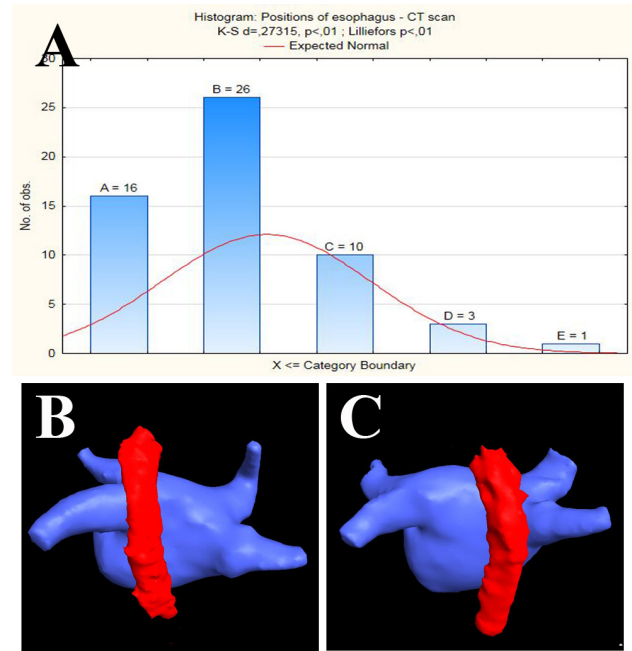 Histogram: Positions of esophagus - CT scan
K-S d=,27315, p<,01 ; Lilliefors p<,01
Expected Normal
A
30
25
20
15
10
5
0
No. of obs.
A = 16
B = 26
C = 10
D = 3
E = 1
X <= Category Boundary
B
C